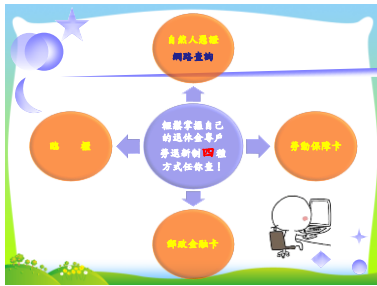 自然人憑證
網路查詢
輕鬆掌握自己
的退休金專戶
勞退新制四種
方式任你查！
臨　　櫃
勞動保障卡
郵政金融卡